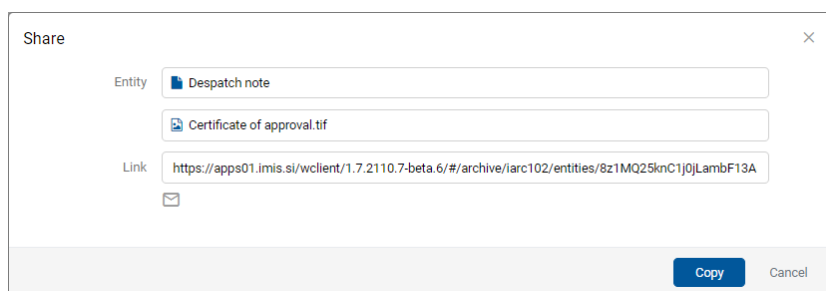 Share
Entity
Despatch note
Certificate of approval.tif
Link
https://apps01.imis.si/wclient/1.7.2110.7-beta.6/#/archive/iarc102/entities/8z1MQ25knC1j0jLambF13A
Copy
Cancel